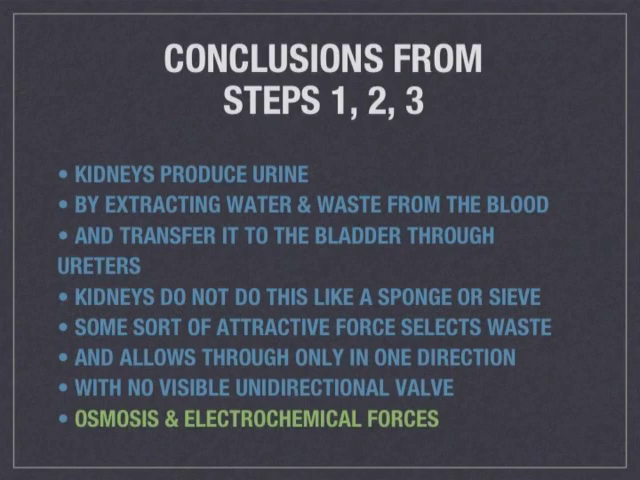 CONCLUSIONS FROM
STEPS 1, 2, 3
• KIDNEYS PRODUCE URINE
• BY EXTRACTING WATER & WASTE FROM THE BLOOD
• AND TRANSFER IT TO THE BLADDER THROUGH
URETERS
• KIDNEYS DO NOT DO THIS LIKE A SPONGE OR SIEVE
• SOME SORT OF ATTRACTIVE FORCE SELECTS WASTE
• AND ALLOWS THROUGH ONLY IN ONE DIRECTION
• WITH NO VISIBLE UNIDIRECTIONAL VALVE
• OSMOSIS & ELECTROCHEMICAL FORCES